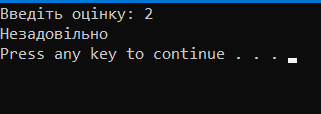 Введіть оцінку: 2
Незадовільно
Press any key to continue . . .